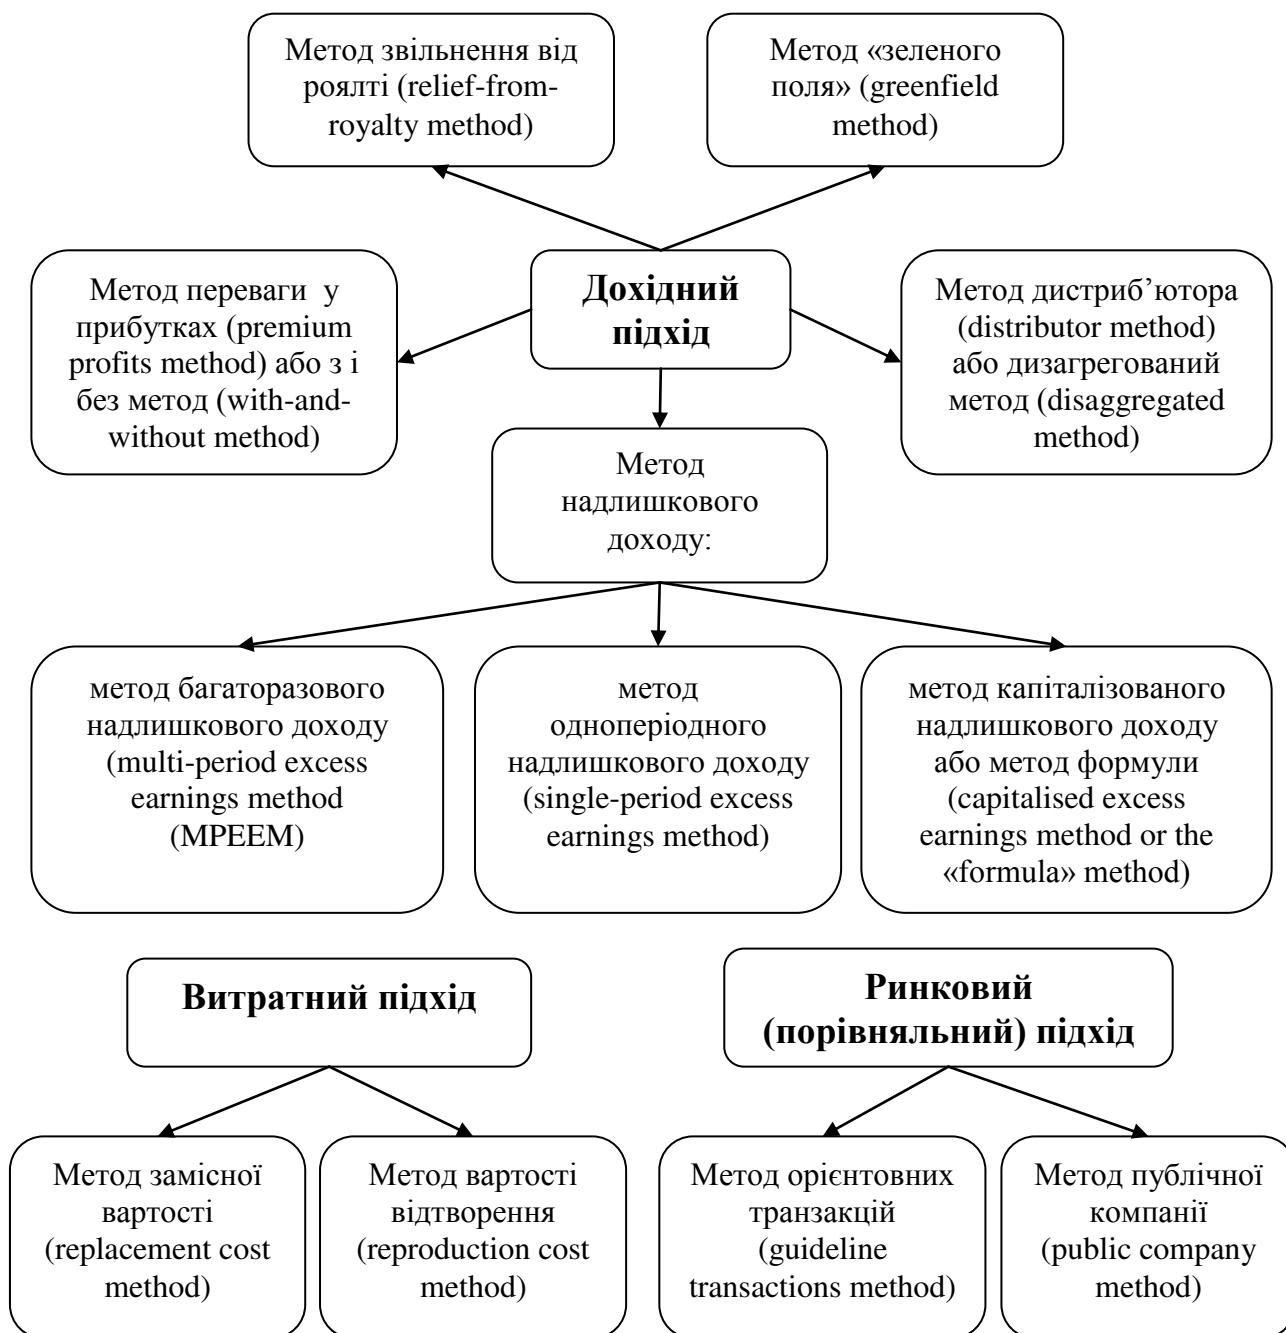 Метод звільнення від
роялті (relief-from-
royalty method)
Метод «зеленого
поля» (greenfield
method)
Метод переваги у
прибутках (premium
profits method) або з і
без метод (with-and-
without method)
Дохідний
підхід
Метод дистриб’ютора
(distributor method)
або дизагрегований
метод (disaggregated
method)
Метод
надлишкового
доходу:
метод багаторазового
надлишкового доходу
(multi-period excess
earnings method
(MPEEM)
метод
одноперіодного
надлишкового доходу
(single-period excess
earnings method)
метод капіталізованого
надлишкового доходу
або метод формули
(capitalised excess
earnings method or the
«formula» method)
Витратний підхід
Ринковий
(порівняльний) підхід
Метод замісної
вартості
(replacement cost
method)
Метод вартості
відтворення
(reproduction cost
method)
Метод орієнтовних
транзакцій
(guideline
transactions method)
Метод публічної
компанії
(public company
method)